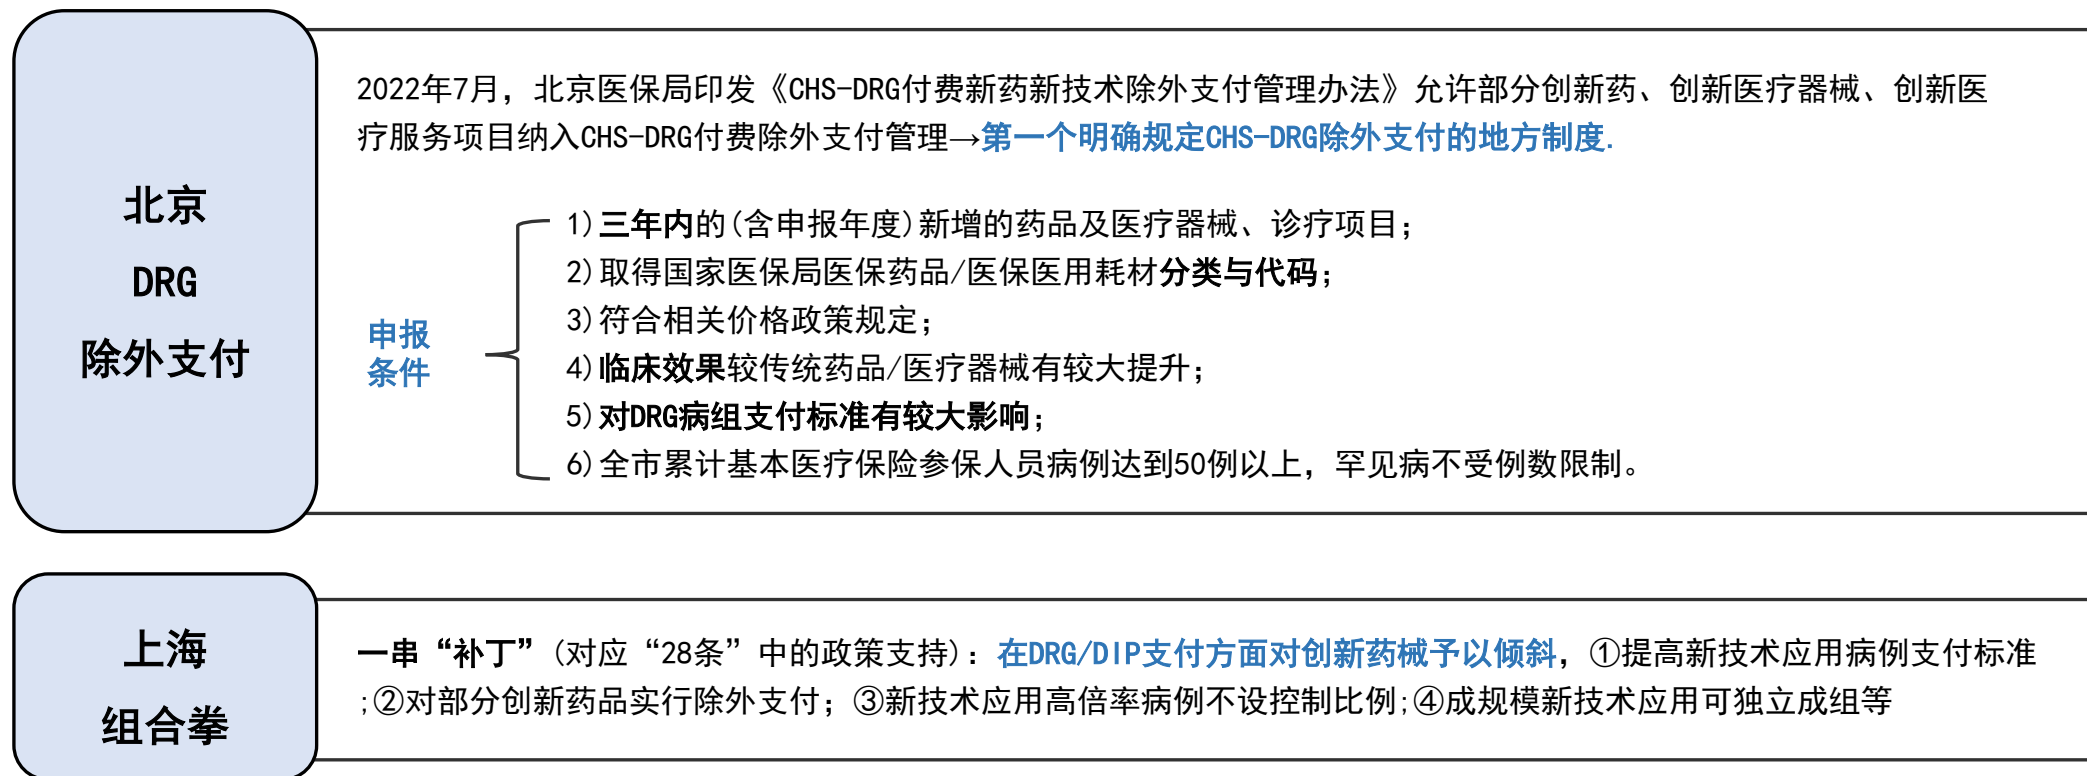 北京
DRG
除外支付
2022年7月，北京医保局印发《CHS-DRG付费新药新技术除外支付管理办法》允许部分创新药、创新医疗器械、创新医
疗服务项目纳入CHS-DRG付费除外支付管理→第一个明确规定CHS-DRG除外支付的地方制度.
申报
条件
1)三年内的(含申报年度)新增的药品及医疗器械、诊疗项目；
2)取得国家医保局医保药品/医保医用耗材分类与代码；
3)符合相关价格政策规定；
4)临床效果较传统药品/医疗器械有较大提升；
5)对DRG病组支付标准有较大影响；
6)全市累计基本医疗保险参保人员病例达到50例以上，罕见病不受例数限制。
上海
组合拳
一串“补丁”(对应“28条”中的政策支持)：在DRG/DIP支付方面对创新药械予以倾斜，①提高新技术应用病例支付标准
;②对部分创新药品实行除外支付；③新技术应用高倍率病例不设控制比例;④成规模新技术应用可独立成组等